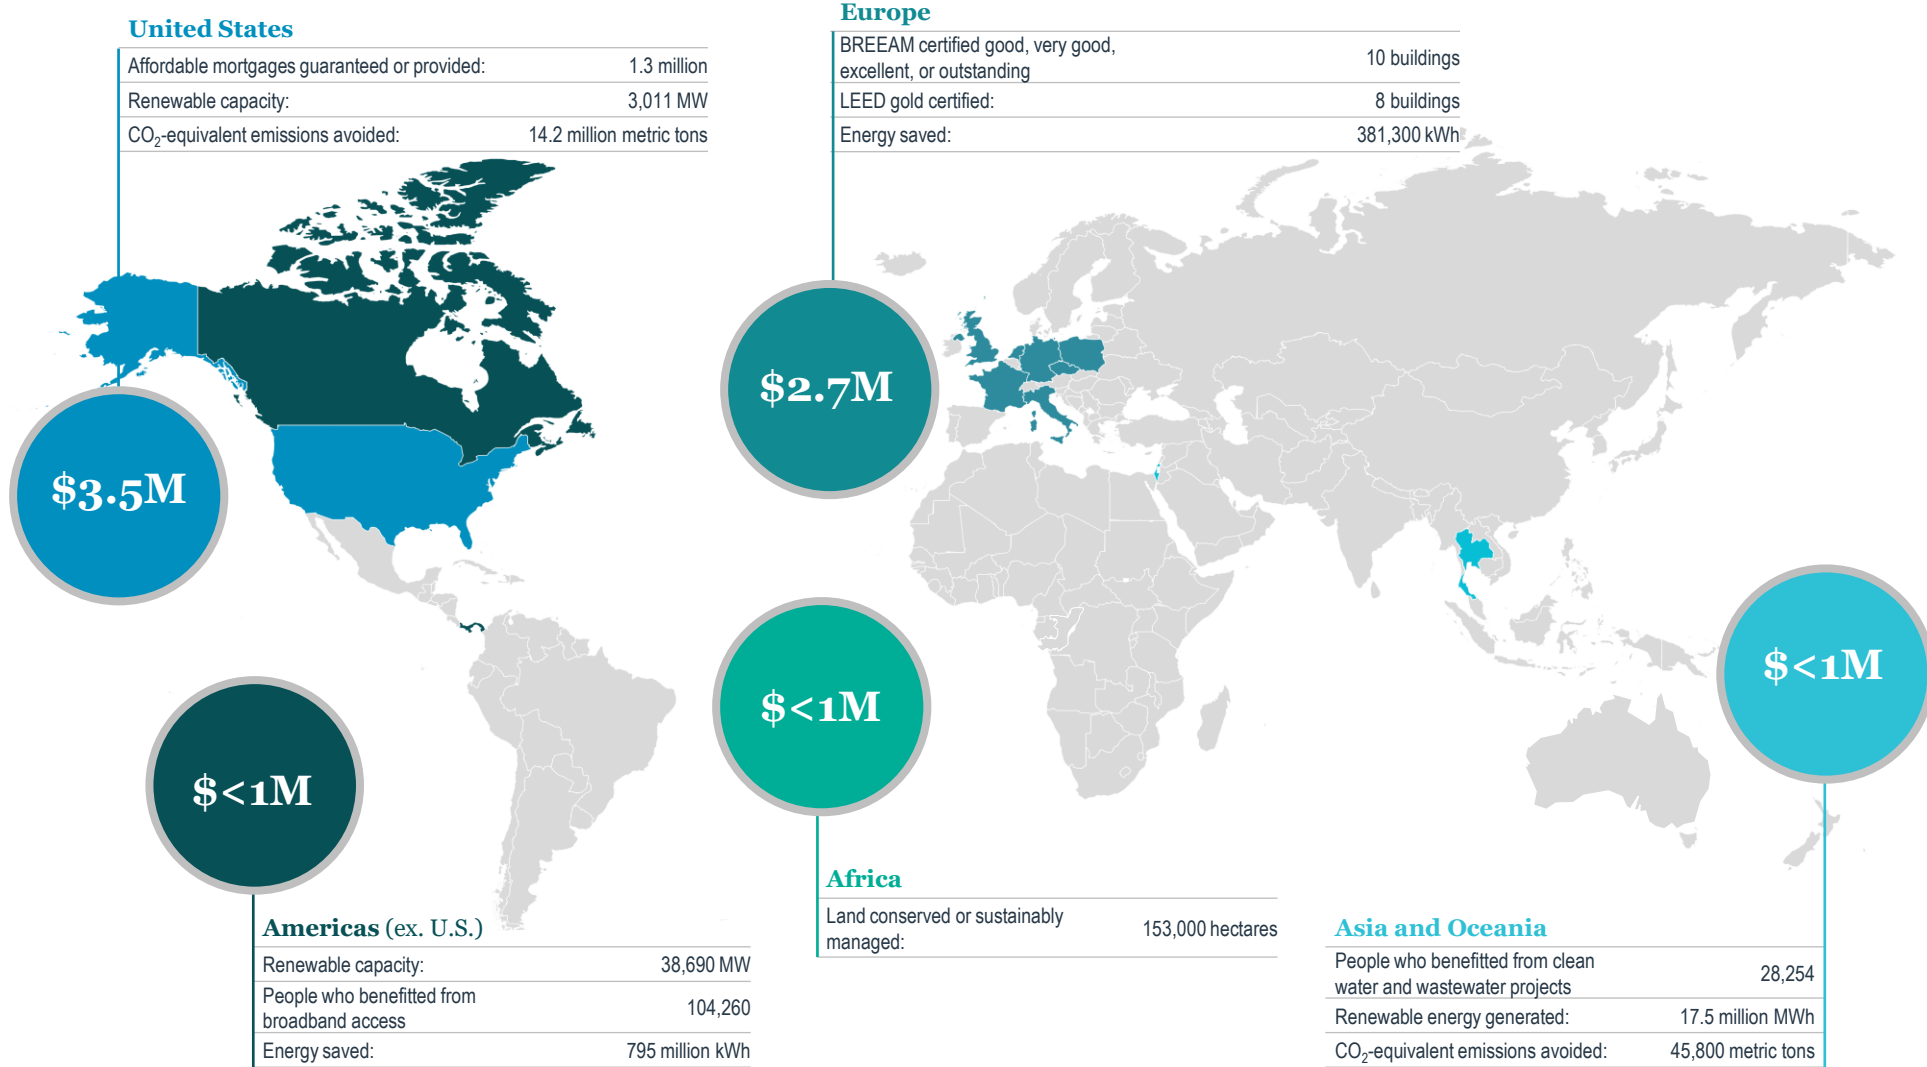 United States
Affordable mortgages guaranteed or provided: 1.3 million
Renewable capacity: 3,011 MW
CO₂-equivalent emissions avoided: 14.2 million metric tons
$3.5M
Europe
BREEAM certified good, very good,
excellent, or outstanding
10 buildings
LEED gold certified: 8 buildings
Energy saved: 381,300 kWh
$2.7M
$<1M
Americas (ex. U.S.)
Renewable capacity: 38,690 MW
People who benefitted from
broadband access
104,260
Energy saved: 795 million kWh
$<1M
Africa
Land conserved or sustainably
managed:
153,000 hectares
$<1M
Asia and Oceania
People who benefitted from clean
water and wastewater projects
28,254
Renewable energy generated: 17.5 million MWh
CO₂-equivalent emissions avoided: 45,800 metric tons